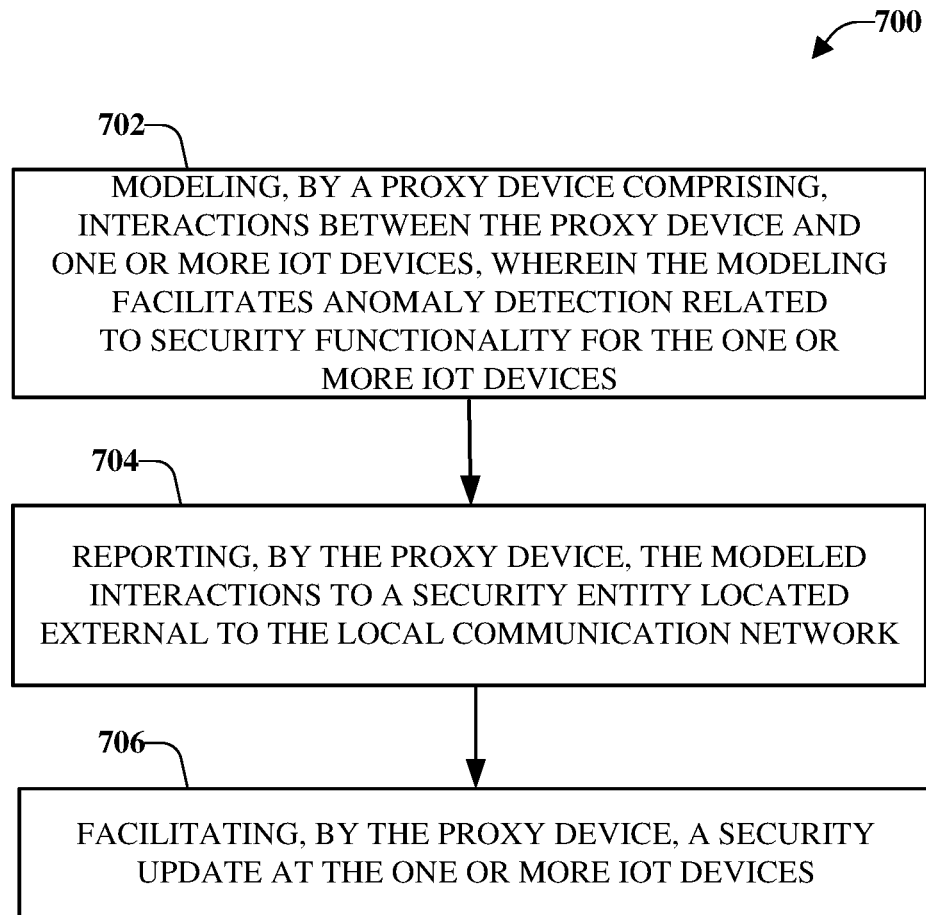 700
702
MODELING, BY A PROXY DEVICE COMPRISING,
INTERACTIONS BETWEEN THE PROXY DEVICE AND
ONE OR MORE IOT DEVICES, WHEREIN THE MODELING
FACILITATES ANOMALY DETECTION RELATED
TO SECURITY FUNCTIONALITY FOR THE ONE OR
MORE IOT DEVICES
704
REPORTING, BY THE PROXY DEVICE, THE MODELED
INTERACTIONS TO A SECURITY ENTITY LOCATED
EXTERNAL TO THE LOCAL COMMUNICATION NETWORK
706
FACILITATING, BY THE PROXY DEVICE, A SECURITY
UPDATE AT THE ONE OR MORE IOT DEVICES